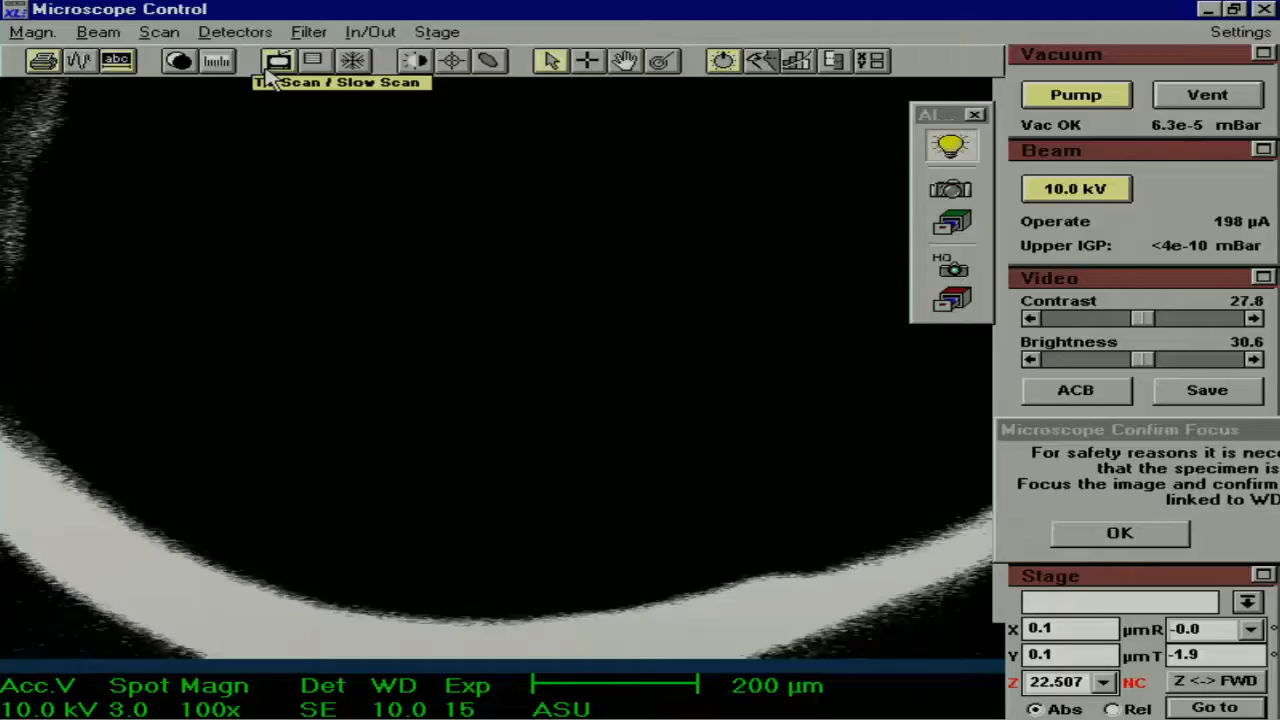 Microscope Control
Magn. Beam Scan Detectors Filter In/Out Stage Settings
abc
Scan / Slow Scan
Al...
HQ
Vacuum
Pump Vent
Vac OK 6.3e-5 mBar
Beam
10.0 kV
Operate 198 µA
Upper IGP: <4e-10 mBar
Video
Contrast 27.8
Brightness 30.6
ACB Save
Microscope Confirm Focus
For safety reasons it is
that the specimen is
Focus the image and confirm
linked to WD
OK
Stage
X 0.1 µm R -0.0 °
Y 0.1 µm T -1.9 °
Z 22.507 NC Z <-> FWD
Abs Rel Go to
Acc.V Spot Magn Det WD Exp 200 µm
10.0 kV 3.0 100x SE 10.0 15 ASU